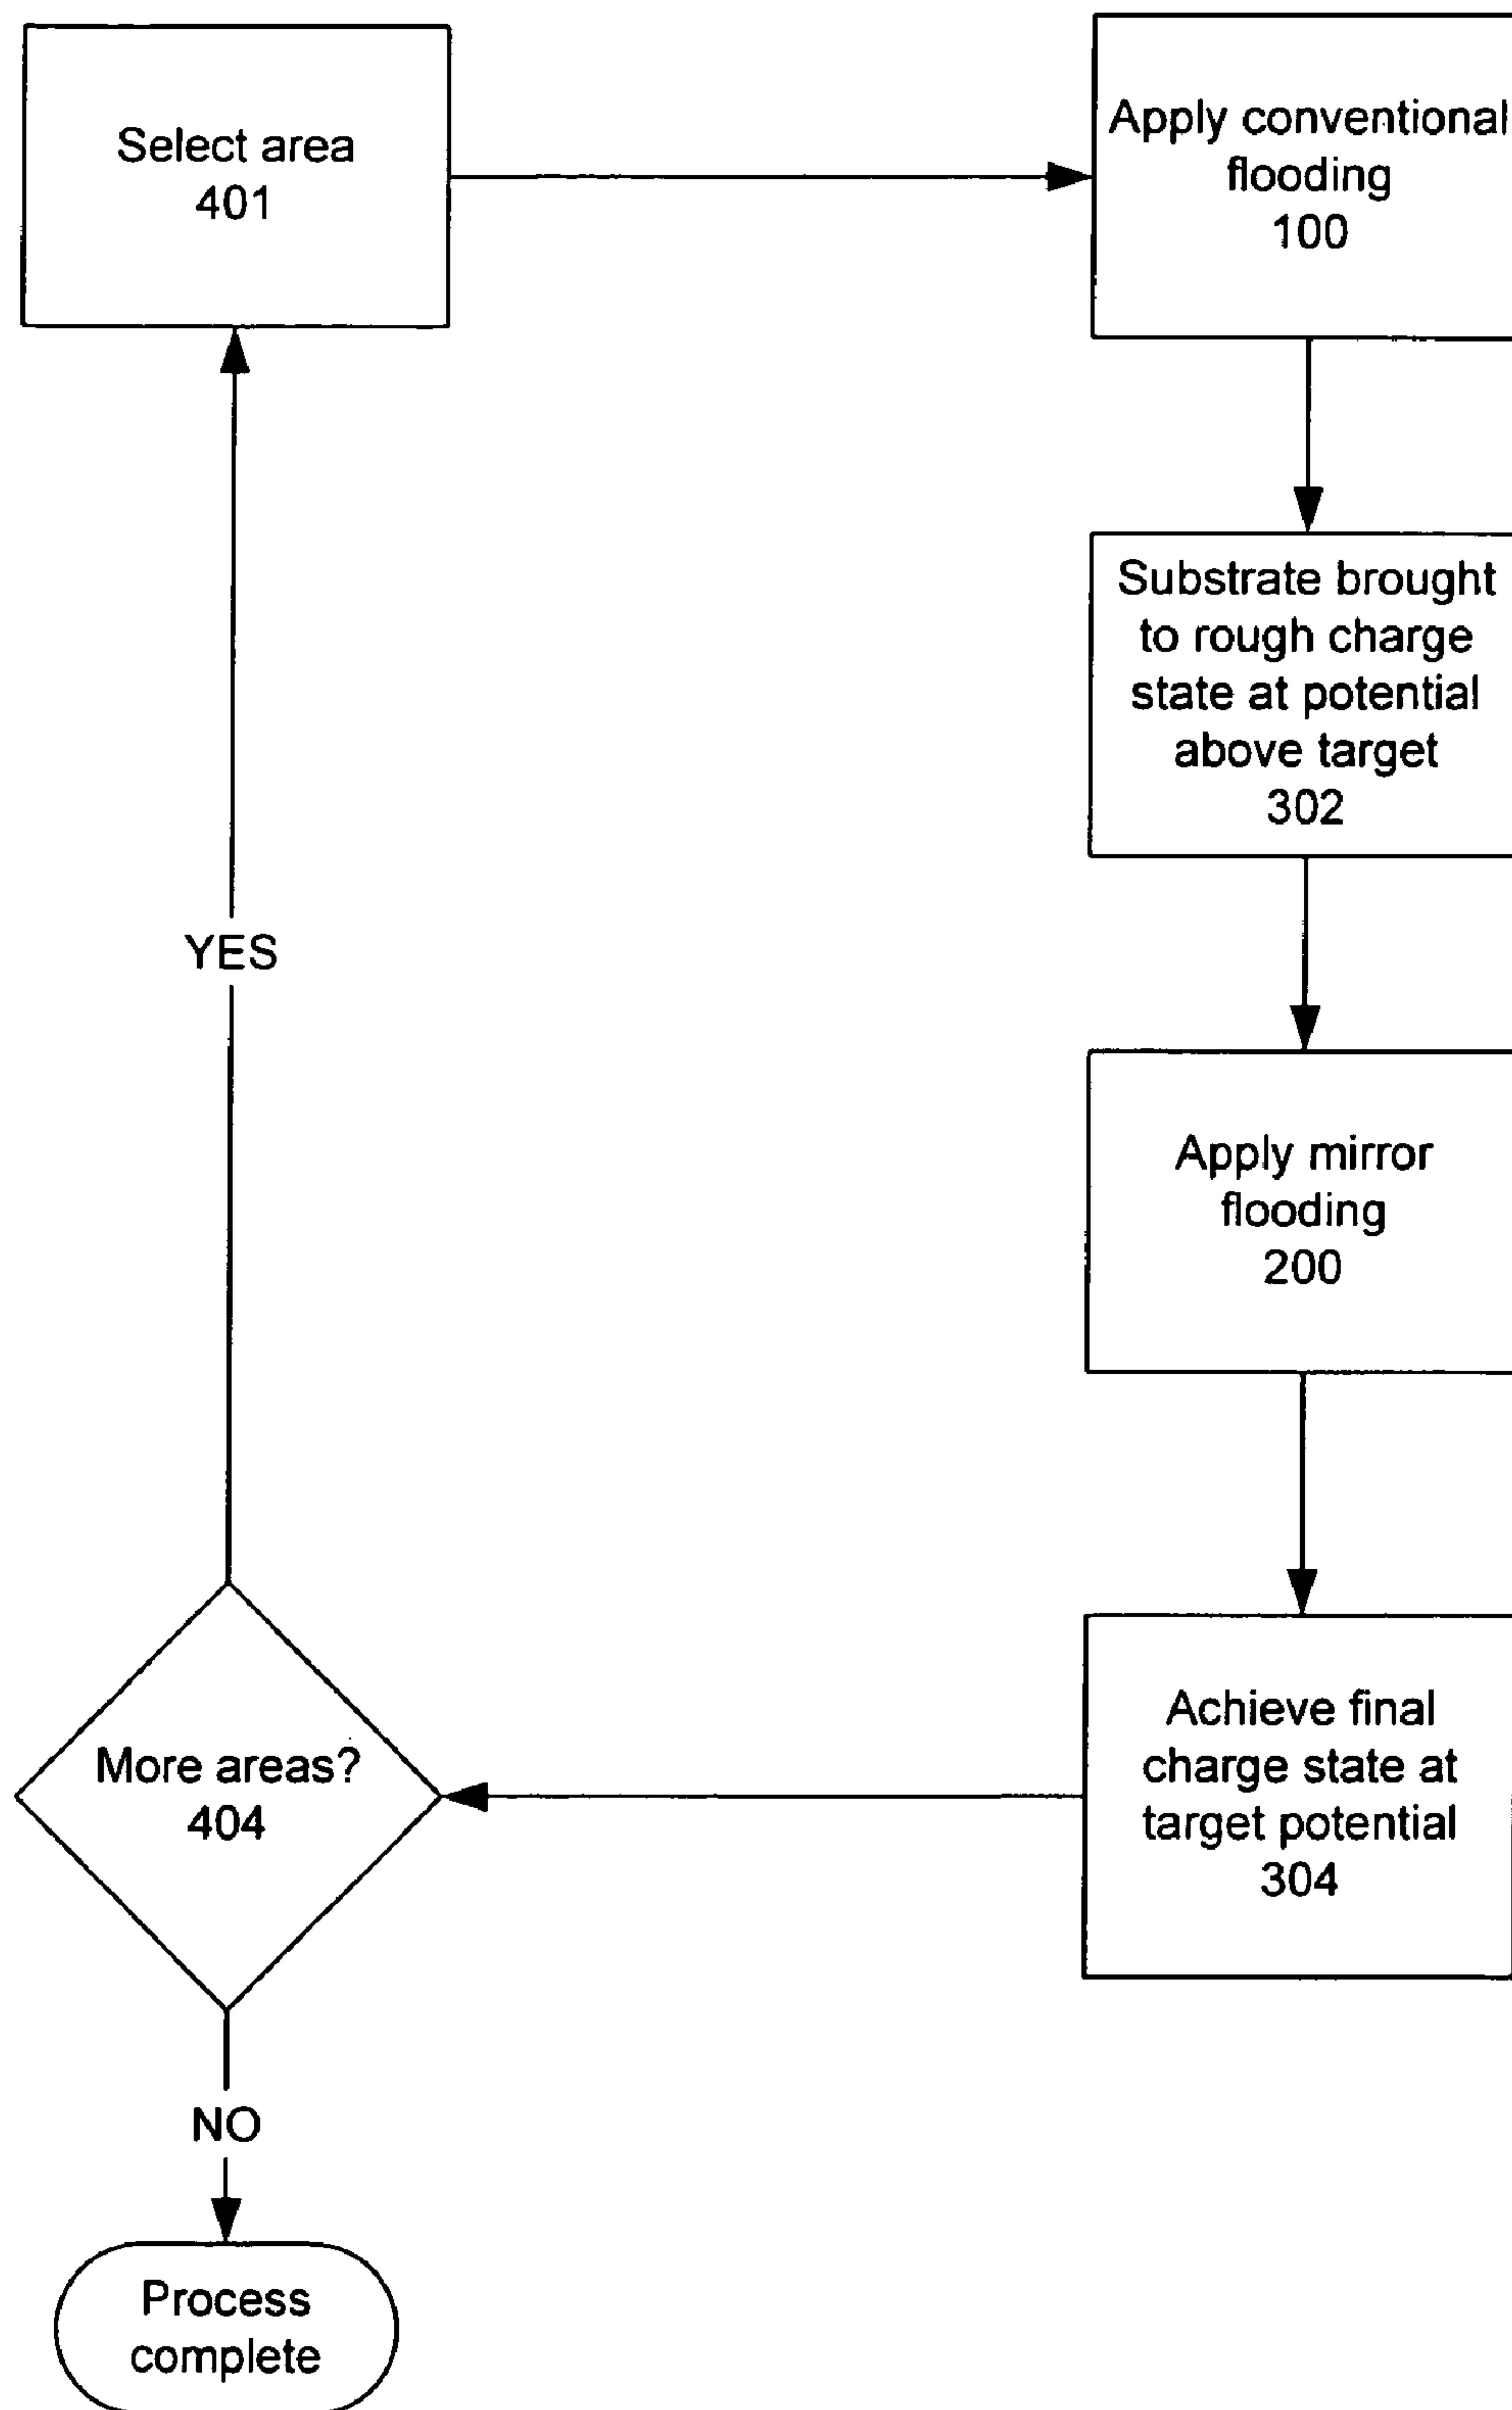 Select area
401
Apply conventional
flooding
100
Substrate brought
to rough charge
state at potential
above target
302
YES
Apply mirror
flooding
200
Achieve final
charge state at
target potential
304
More areas?
404
NO
Process
complete